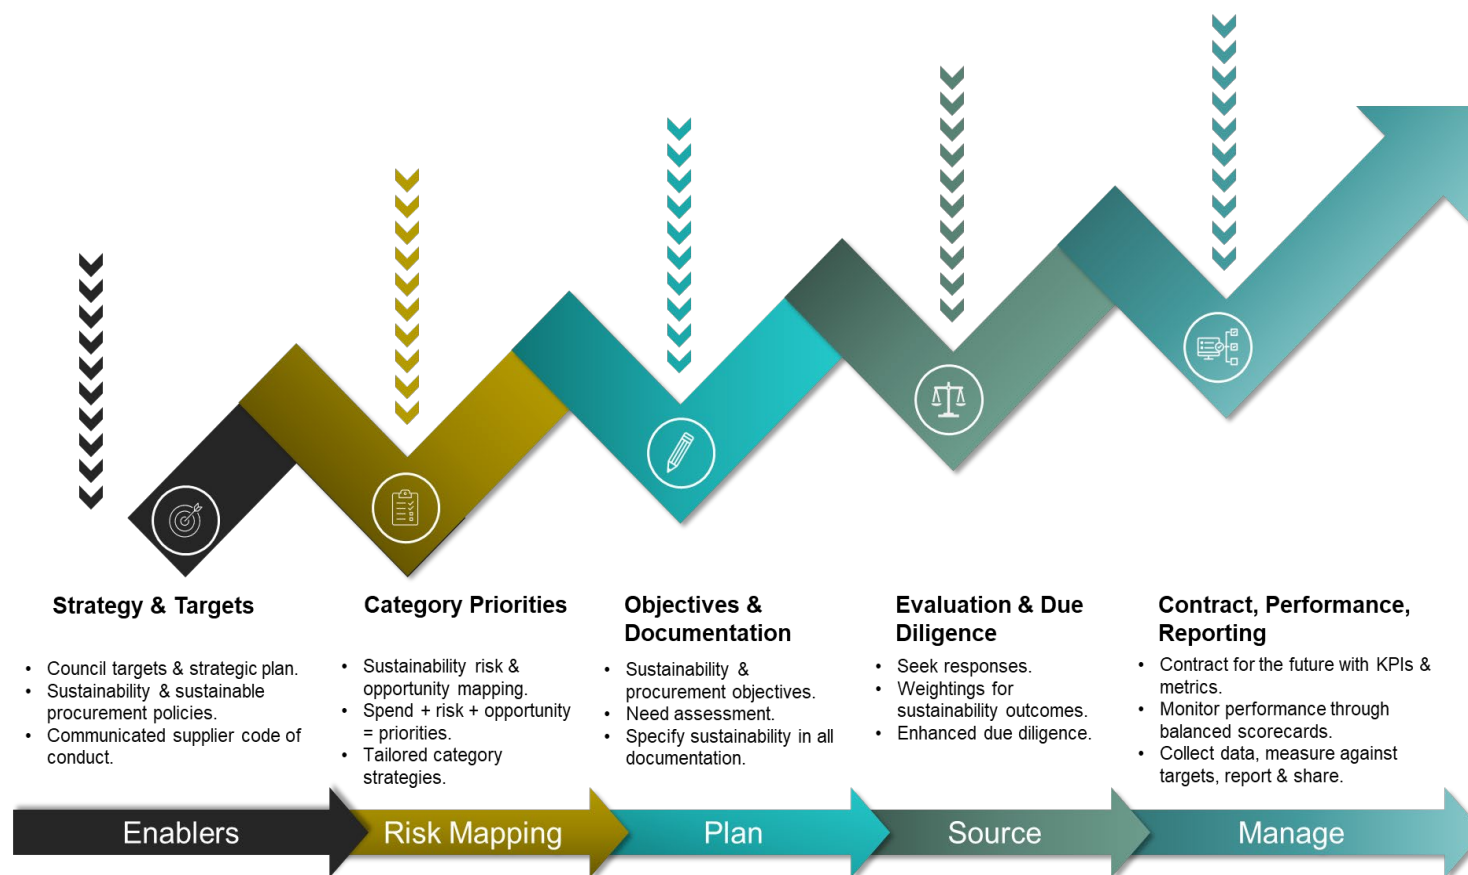 Strategy & Targets
• Council targets & strategic plan.
• Sustainability & sustainable
procurement policies.
• Communicated supplier code of
conduct.
Category Priorities
• Sustainability risk &
opportunity mapping.
• Spend + risk + opportunity
= priorities.
• Tailored category
strategies.
Objectives &
Documentation
• Sustainability &
procurement objectives.
• Need assessment.
• Specify sustainability in all
documentation.
Evaluation & Due
Diligence
• Seek responses.
• Weightings for
sustainability outcomes.
• Enhanced due diligence.
Contract, Performance,
Reporting
• Contract for the future with KPIs &
metrics.
• Monitor performance through
balanced scorecards.
• Collect data, measure against
targets, report & share.
Enablers
Risk Mapping
Plan
Source
Manage